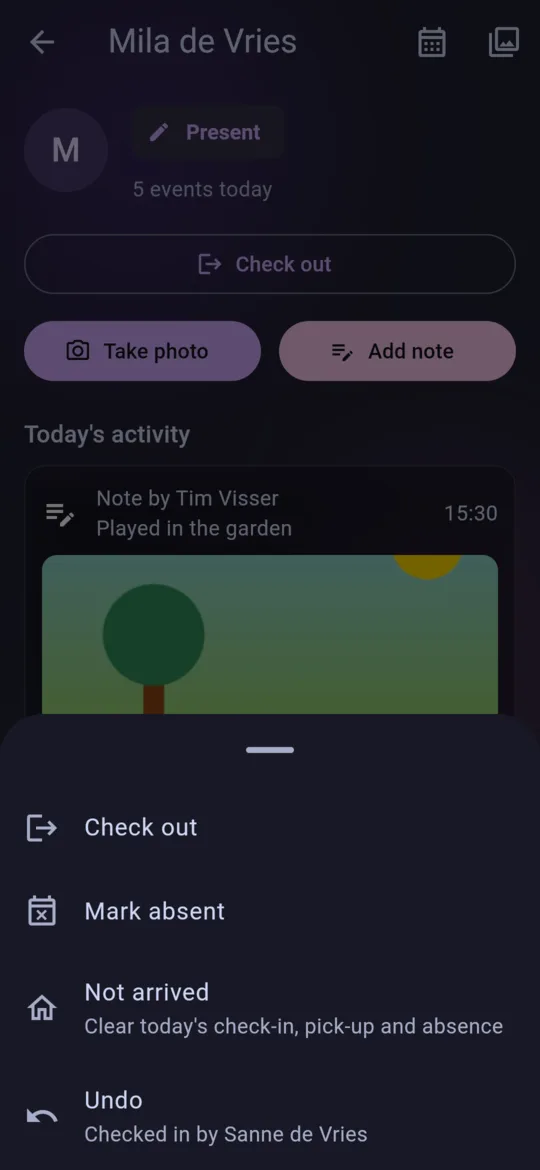 Mila de Vries
M
Present
5 events today
Check out
Take photo
Add note
Today's activity
Note by Tim Visser
Played in the garden
15:30
Check out
Mark absent
Not arrived
Clear today's check-in, pick-up and absence
Undo
Checked in by Sanne de Vries